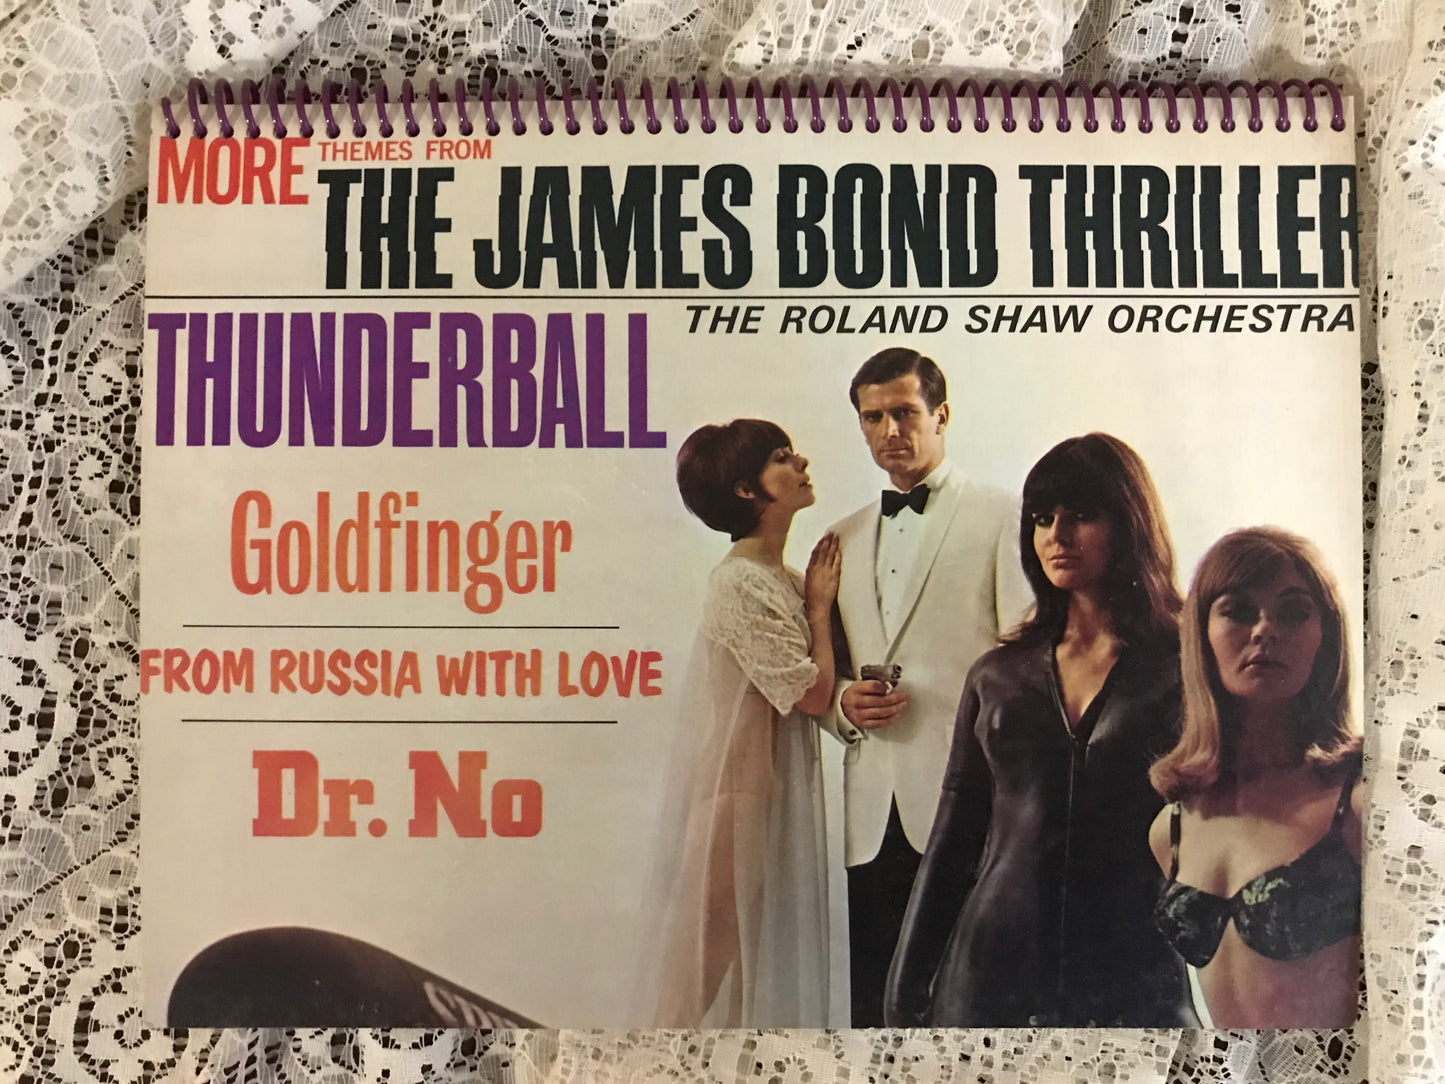 MORE THEMES FROM
THE JAMES BOND THRILLER
THE ROLAND SHAW ORCHESTRA
THUNDERBALL
Goldfinger
FROM RUSSIA WITH LOVE
Dr. No